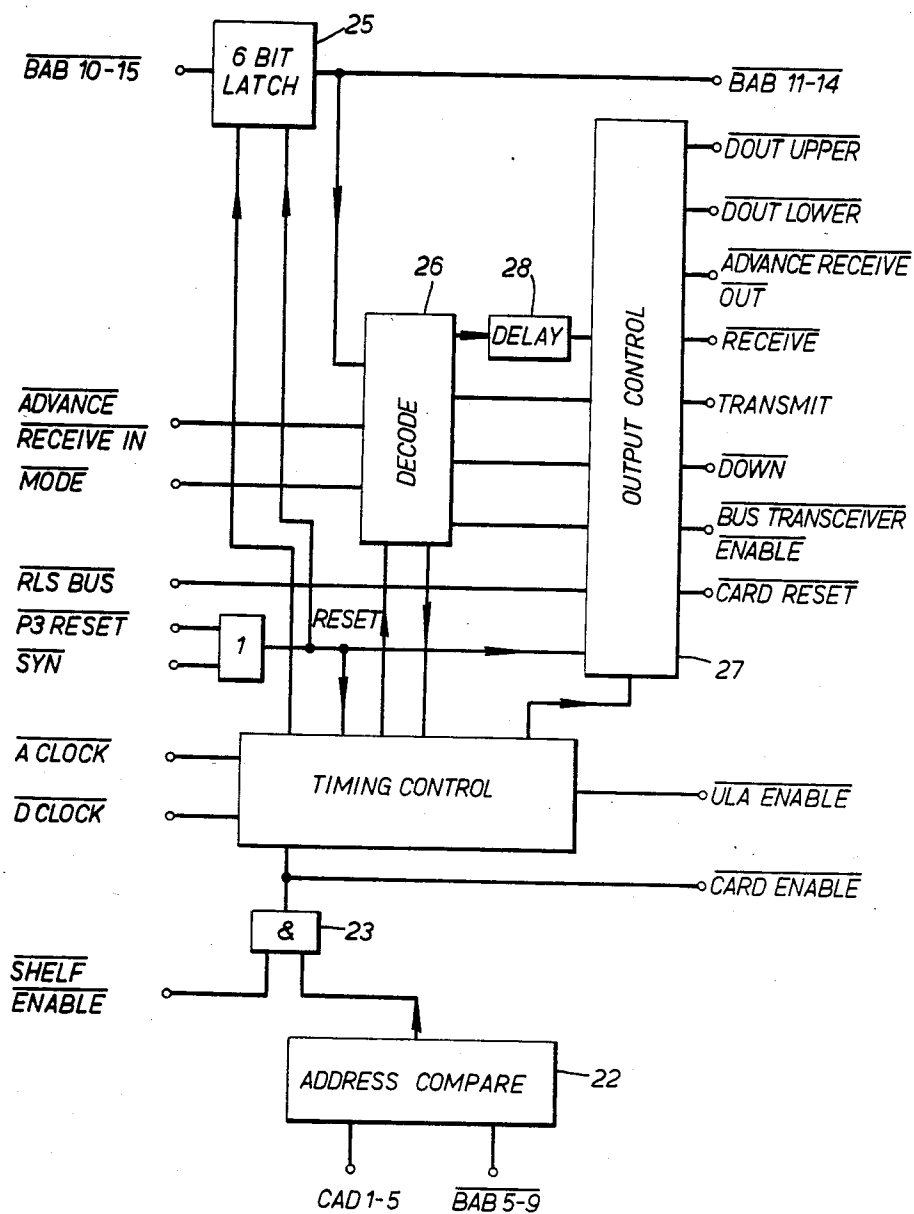 25
BAB 10-15
6 BIT
LATCH
BAB 11-14
DOUT UPPER
DOUT LOWER
ADVANCE RECEIVE
OUT
26
28
DELAY
RECEIVE
ADVANCE
RECEIVE IN
DECODE
OUTPUT CONTROL
TRANSMIT
MODE
DOWN
BUS TRANSCEIVER
ENABLE
RLS BUS
CARD RESET
P3 RESET
SYN
1
RESET
27
A CLOCK
TIMING CONTROL
D CLOCK
ULA ENABLE
CARD ENABLE
&
23
SHELF
ENABLE
ADDRESS COMPARE
22
CAD 1-5
BAB 5-9